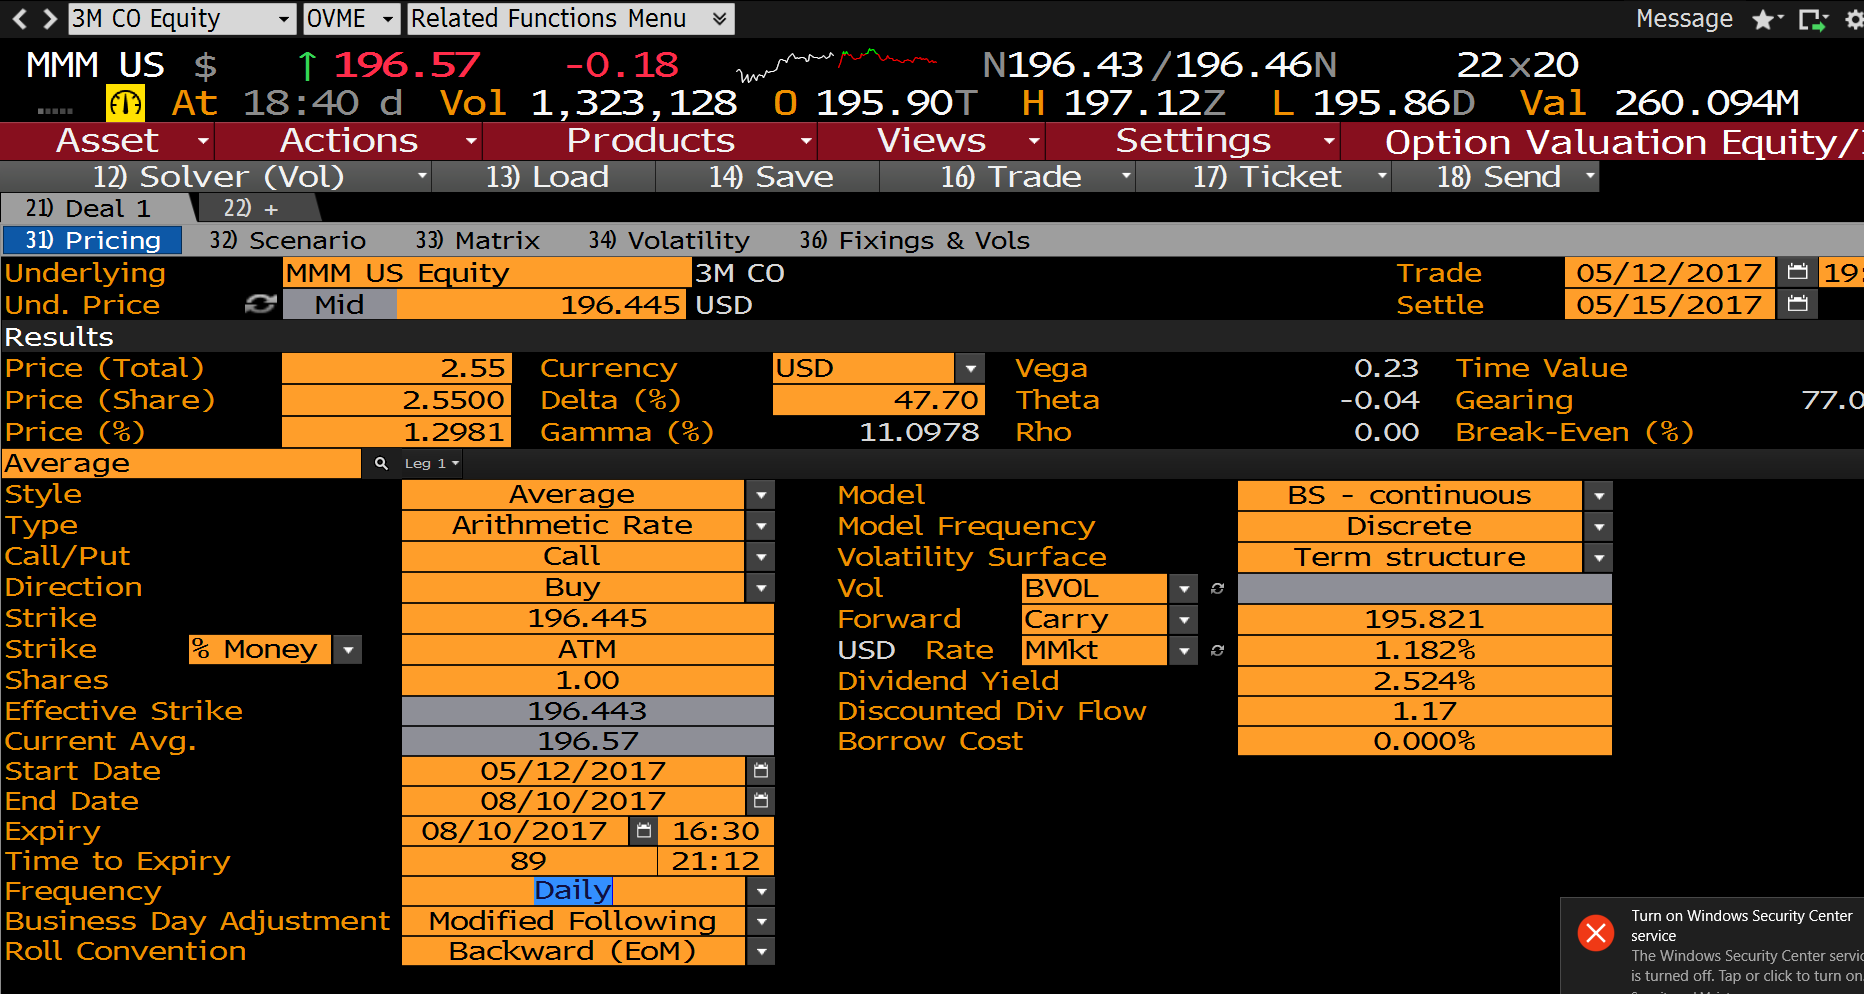 3M CO Equity OVME Related Functions Menu Message
MMM US $ ↑ 196.57 -0.18 N196.43/196.46N 22x20
At 18:40 d Vol 1,323,128 O 195.90T H 197.12Z L 195.86D Val 260.094M
Asset Actions Products Views Settings Option Valuation Equity/
12) Solver (Vol) 13) Load 14) Save 16) Trade 17) Ticket 18) Send
21) Deal 1 22) +
31) Pricing 32) Scenario 33) Matrix 34) Volatility 36) Fixings & Vols
Underlying MMM US Equity 3M CO Trade 05/12/2017 19:
Und. Price Mid 196.445 USD Settle 05/15/2017
Results
Price (Total) 2.55 Currency USD Vega 0.23 Time Value
Price (Share) 2.5500 Delta (%) 47.70 Theta -0.04 Gearing 77.0
Price (%) 1.2981 Gamma (%) 11.0978 Rho 0.00 Break-Even (%)
Average Leg 1
Style Average Model BS - continuous
Type Arithmetic Rate Model Frequency Discrete
Call/Put Call Volatility Surface Term structure
Direction Buy Vol BVOL
Strike 196.445 Forward Carry 195.821
Strike % Money ATM USD Rate MMkt 1.182%
Shares 1.00 Dividend Yield 2.524%
Effective Strike 196.443 Discounted Div Flow 1.17
Current Avg. 196.57 Borrow Cost 0.000%
Start Date 05/12/2017
End Date 08/10/2017
Expiry 08/10/2017 16:30
Time to Expiry 89 21:12
Frequency Daily
Business Day Adjustment Modified Following
Roll Convention Backward (EoM)
Turn on Windows Security Center
service
The Windows Security Center servic
is turned off. Tap or click to turn on